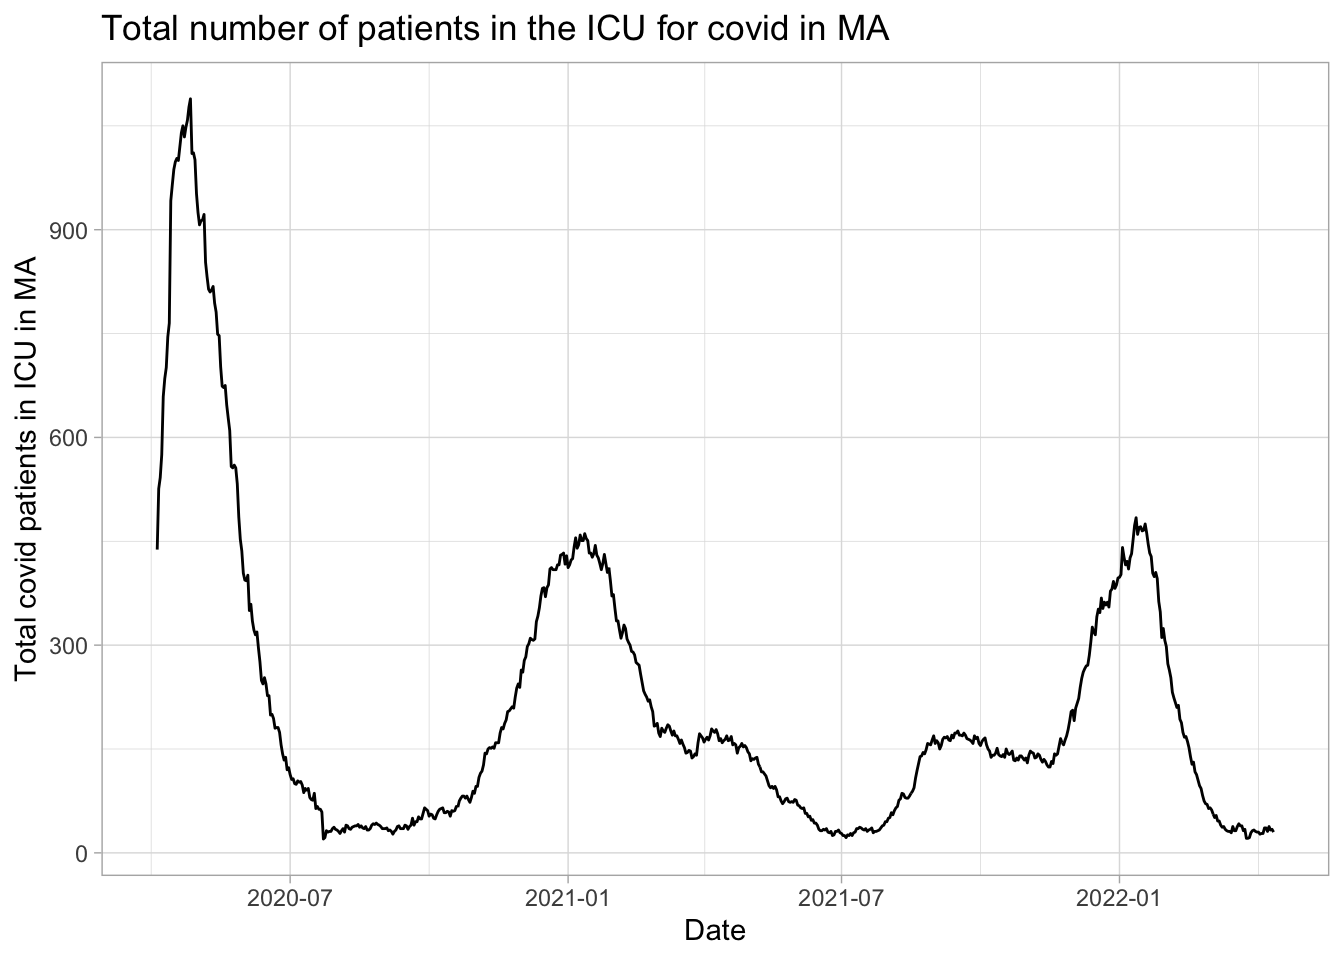 Total number of patients in the ICU for covid in MA
Total covid patients in ICU in MA
900
600
300
0
2020-07
2021-01
2021-07
2022-01
Date